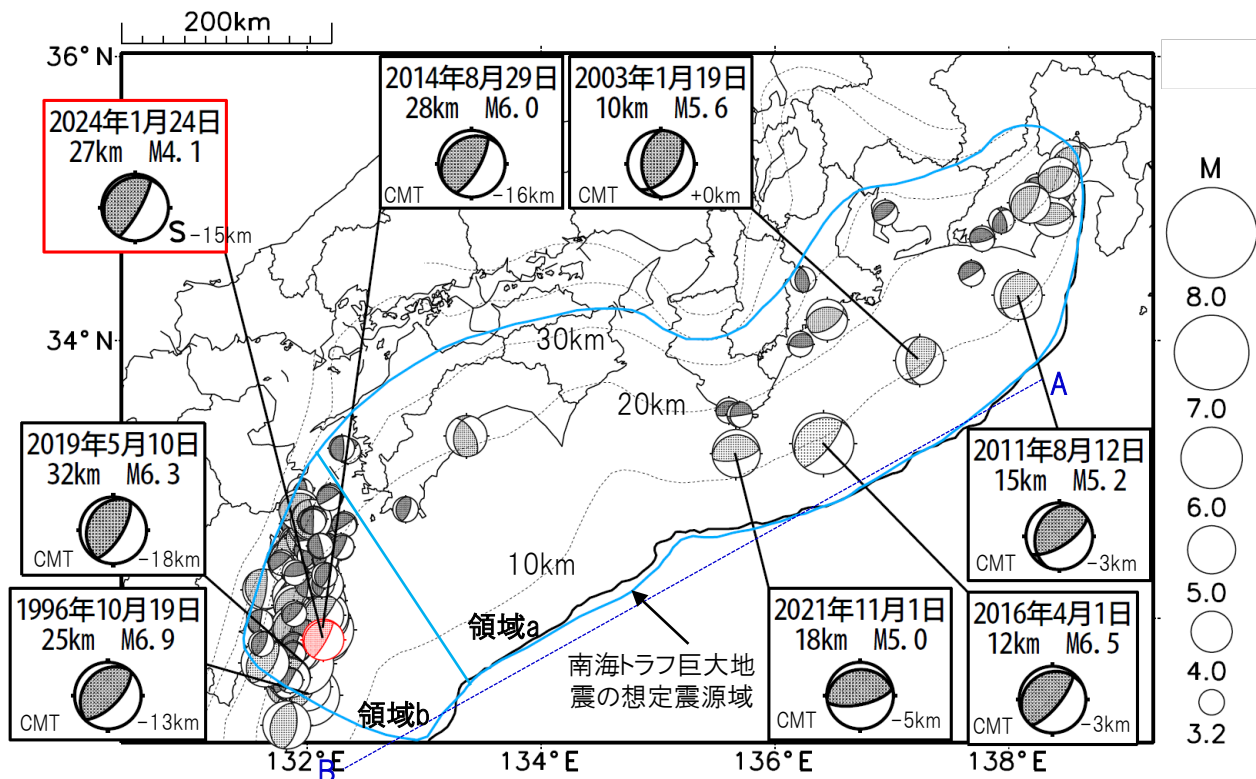 200km
36°N
34°N
132°E
134°E
136°E
138°E
2024年1月24日
27km M4.1
S
-15km
2014年8月29日
28km M6.0
CMT
-16km
2003年1月19日
10km M5.6
CMT
+0km
2019年5月10日
32km M6.3
CMT
-18km
1996年10月19日
25km M6.9
CMT
-13km
2011年8月12日
15km M5.2
CMT
-3km
2021年11月1日
18km M5.0
CMT
-5km
2016年4月1日
12km M6.5
CMT
-3km
30km
20km
10km
A
B
領域a
領域b
南海トラフ巨大地
震の想定震源域
M
8.0
7.0
6.0
5.0
4.0
3.2